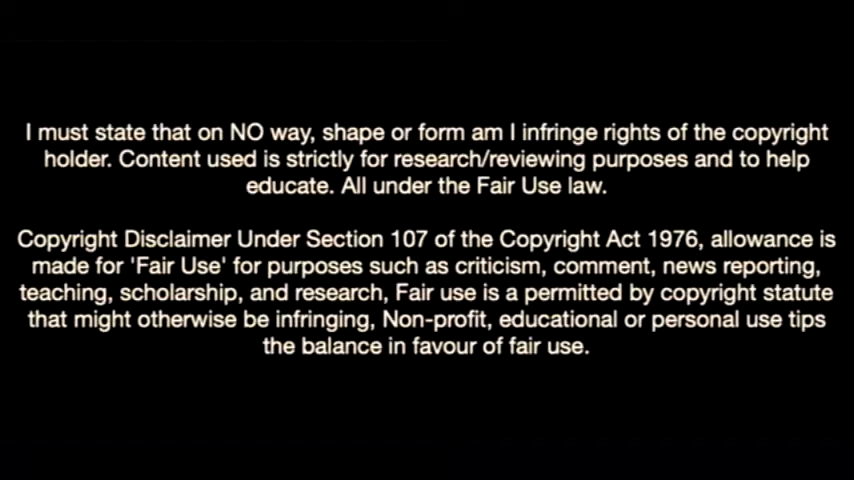 I must state that on NO way, shape or form am I infringe rights of the copyright
holder. Content used is strictly for research/reviewing purposes and to help
educate. All under the Fair Use law.
Copyright Disclaimer Under Section 107 of the Copyright Act 1976, allowance is
made for 'Fair Use' for purposes such as criticism, comment, news reporting,
teaching, scholarship, and research, Fair use is a permitted by copyright statute
that might otherwise be infringing, Non-profit, educational or personal use tips
the balance in favour of fair use.